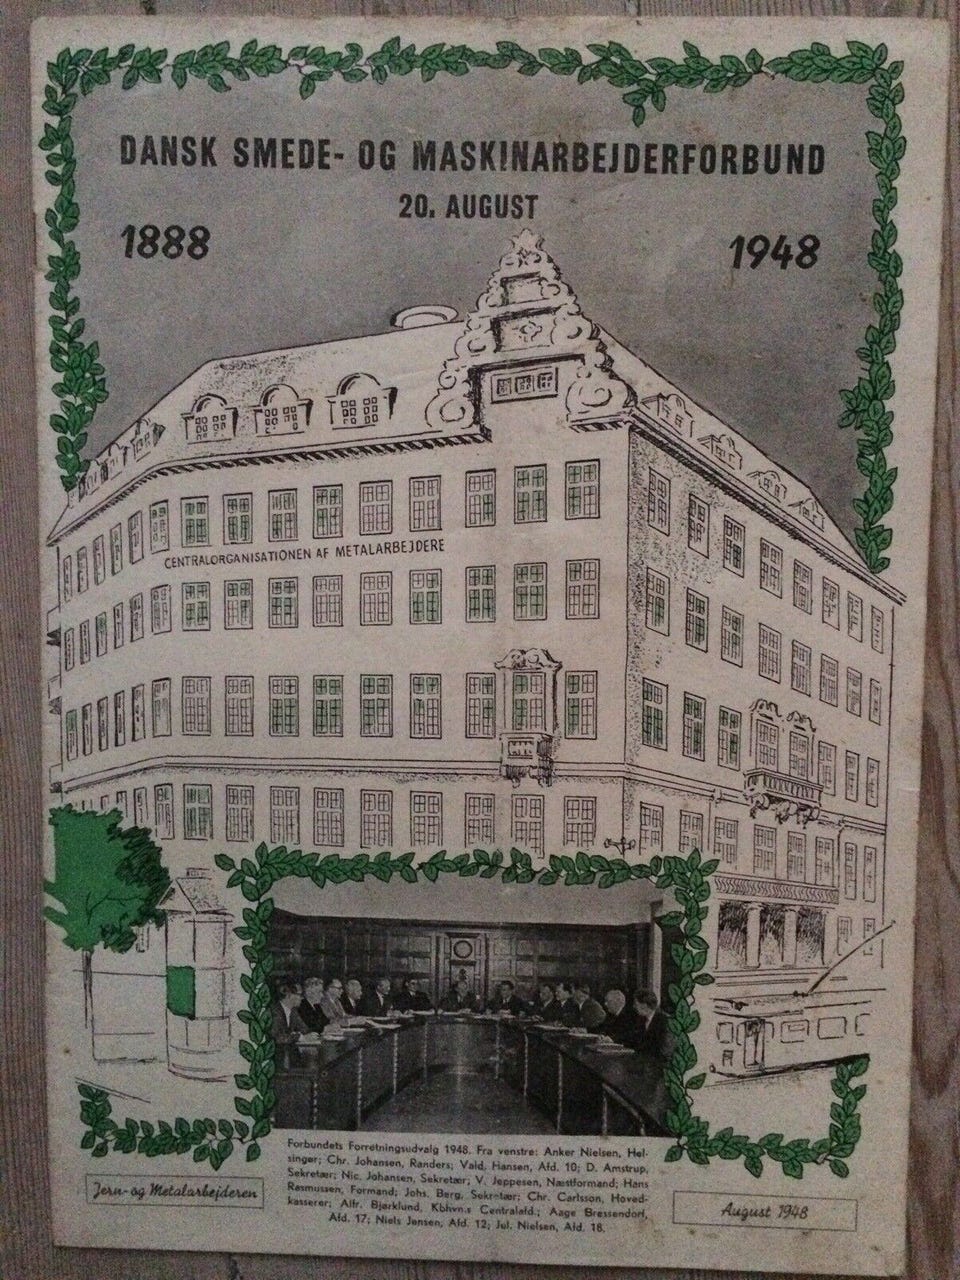 DANSK SMEDE- OG MASKINARBEJDERFORBUND
20. AUGUST
1888
1948
CENTRALORGANISATIONEN AF METALARBEJDERE
Forbundets Forretningsudvalg 1948. Fra venstre: Anker Nielsen, Hel-
singør; Chr. Johansen, Randers; Vald. Hansen, Afd. 10; D. Amstrup,
Sekretær; Nic. Johansen, Sekretær; V. Jeppesen, Næstformand; Hans
Rasmussen, Formand; Johs. Berg, Sekretær; Chr. Carlsson, Hoved-
kasserer; Alfr. Bjørklund, Kbhvn.s Centralafd.; Aage Bressendorf,
Afd. 17; Niels Jensen, Afd. 12; Jul. Nielsen, Afd. 18.
Jern- og Metalarbejderen
August 1948